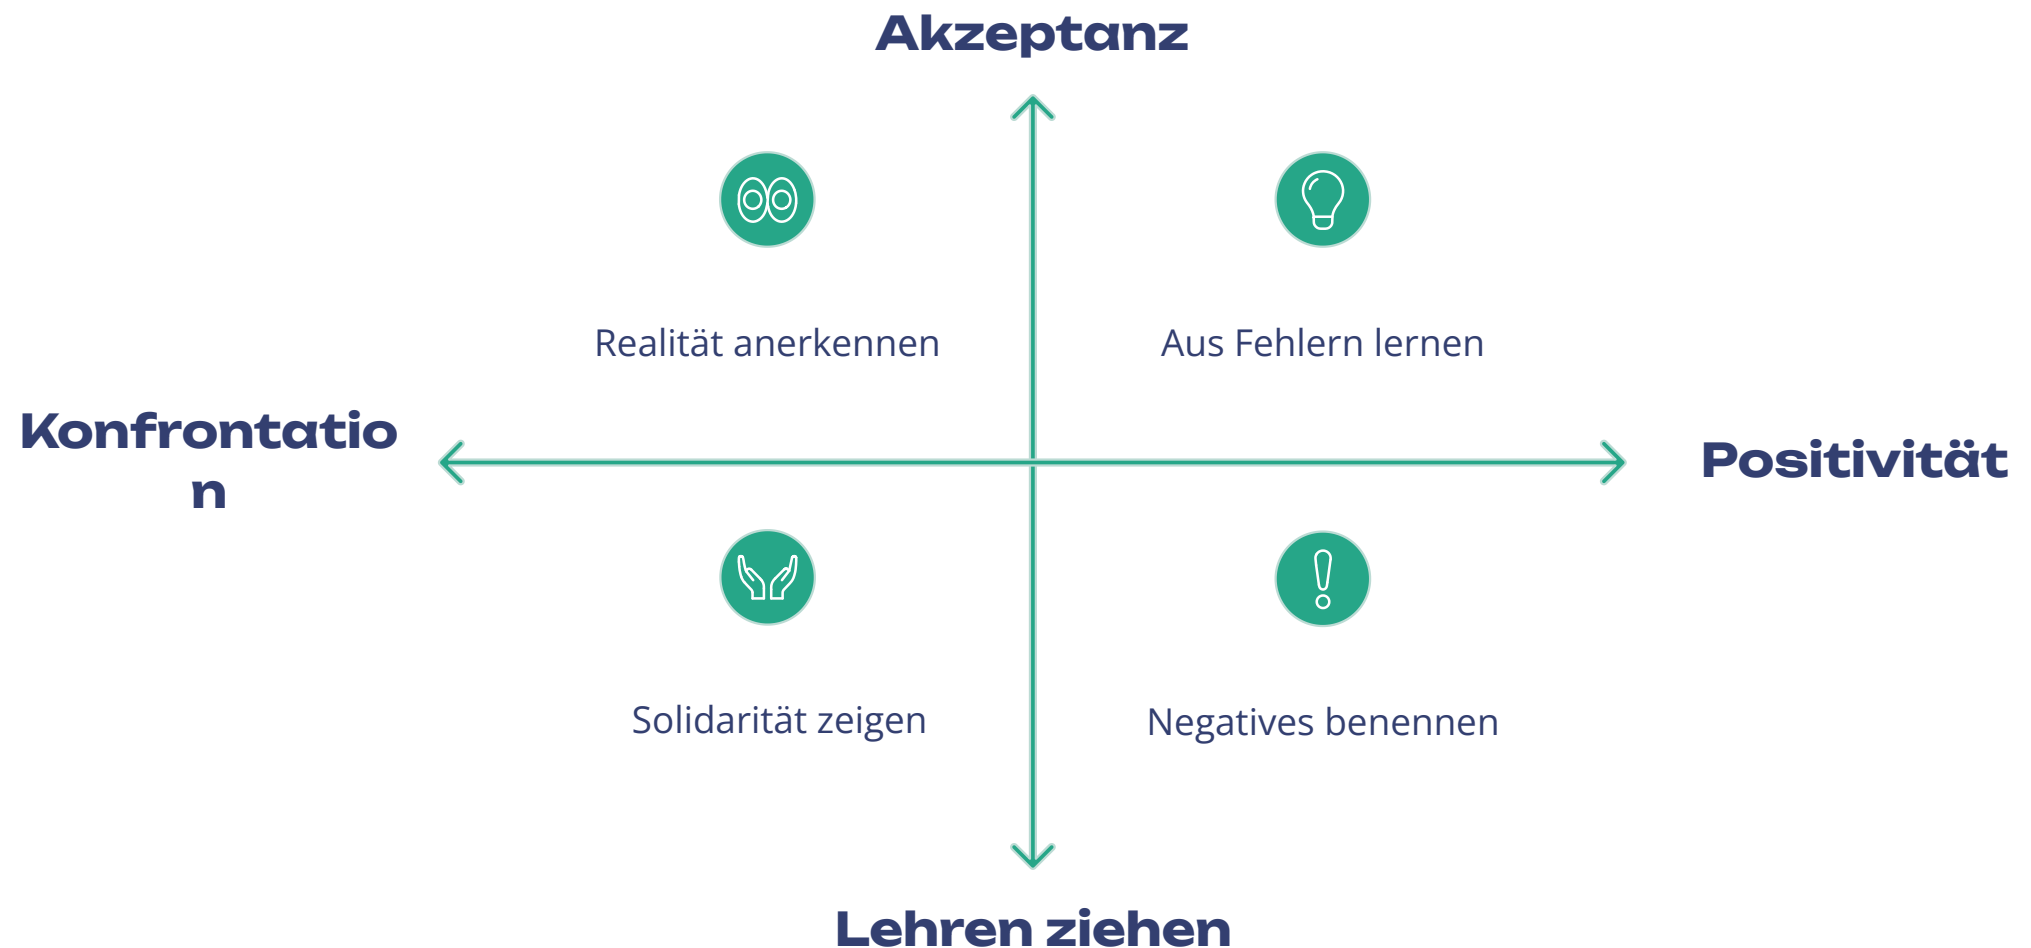 Akzeptanz
Realität anerkennen
Aus Fehlern lernen
Konfrontatio
n
Positivität
Solidarität zeigen
Negatives benennen
Lehren ziehen